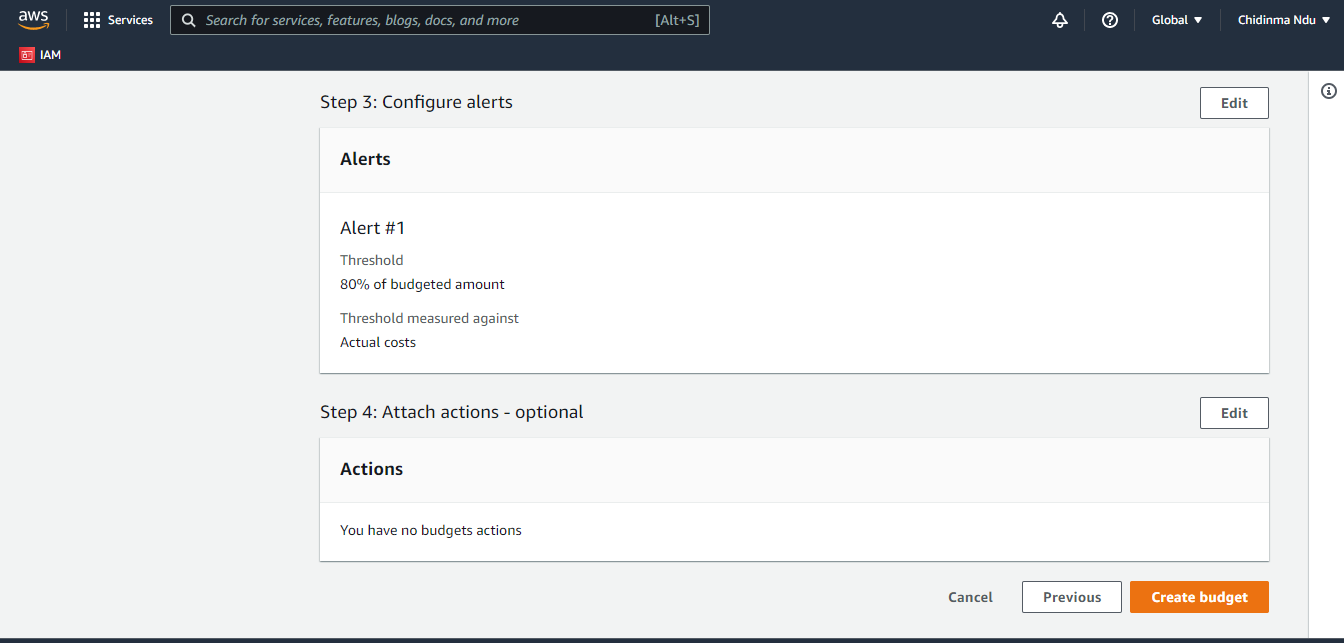 aws
Services
Search for services, features, blogs, docs, and more [Alt+S]
Global
Chidinma Ndu
IAM
Step 3: Configure alerts
Edit
Alerts
Alert #1
Threshold
80% of budgeted amount
Threshold measured against
Actual costs
Step 4: Attach actions - optional
Edit
Actions
You have no budgets actions
Cancel
Previous
Create budget